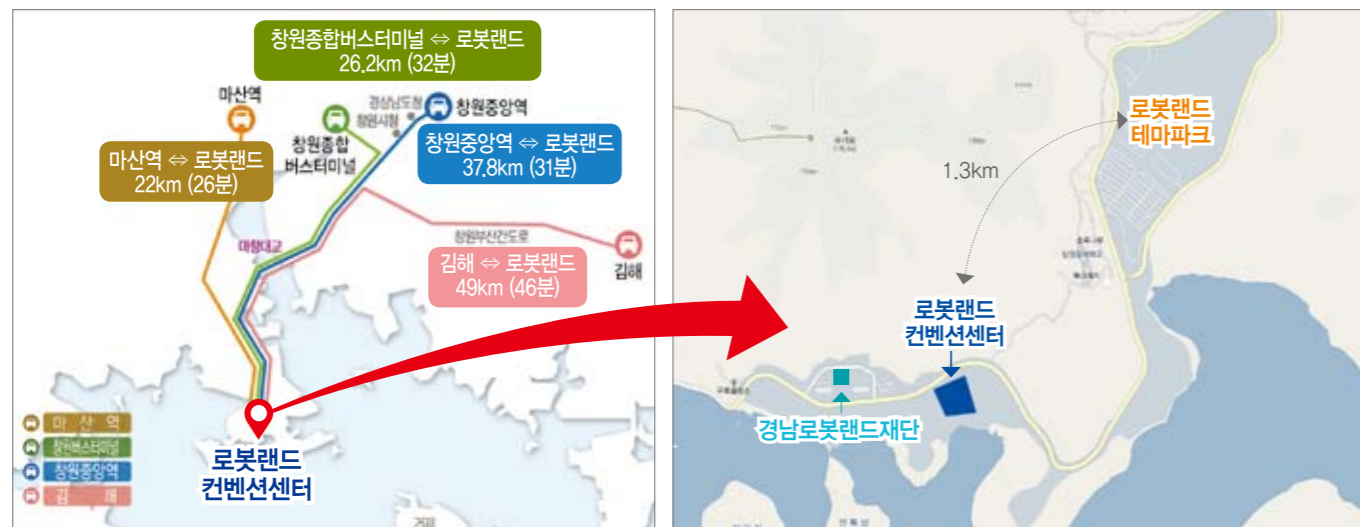 창원종합버스터미널 ⇔ 로봇랜드
26.2km (32분)
마산역
경상남도청
창원시청
창원중앙역
창원종합
버스터미널
마산역 ⇔ 로봇랜드
22km (26분)
창원중앙역 ⇔ 로봇랜드
37.8km (31분)
마창대교
창원부산간도로
김해
김해 ⇔ 로봇랜드
49km (46분)
마 산 역
창원버스터미널
창원중앙역
김 해
로봇랜드
컨벤션센터
거제
로봇랜드
테마파크
1.3km
로봇랜드
컨벤션센터
경남로봇랜드재단